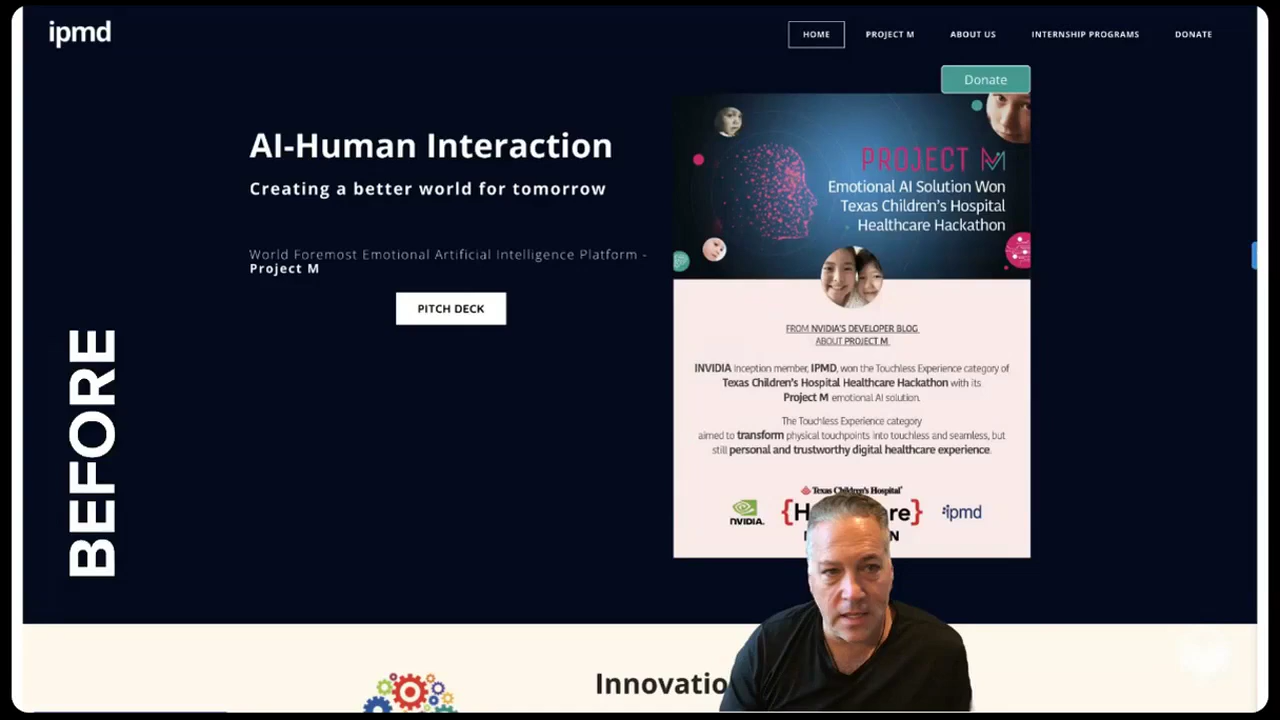 ipmd
HOME
PROJECT M
ABOUT US
INTERNSHIP PROGRAMS
DONATE
Donate
AI-Human Interaction
Creating a better world for tomorrow
World Foremost Emotional Artificial Intelligence Platform -
Project M
PITCH DECK
BEFORE
PROJECT M
Emotional AI Solution Won
Texas Children's Hospital
Healthcare Hackathon
FROM NVIDIA'S DEVELOPER BLOG
ABOUT PROJECT M
INVIDIA Inception member, IPMD, won the Touchless Experience category of
Texas Children's Hospital Healthcare Hackathon with its
Project M emotional AI solution.
The Touchless Experience category
aimed to transform physical touchpoints into touchless and seamless, but
still personal and trustworthy digital healthcare experience.
Texas Children's Hospital
NVIDIA.
ipmd